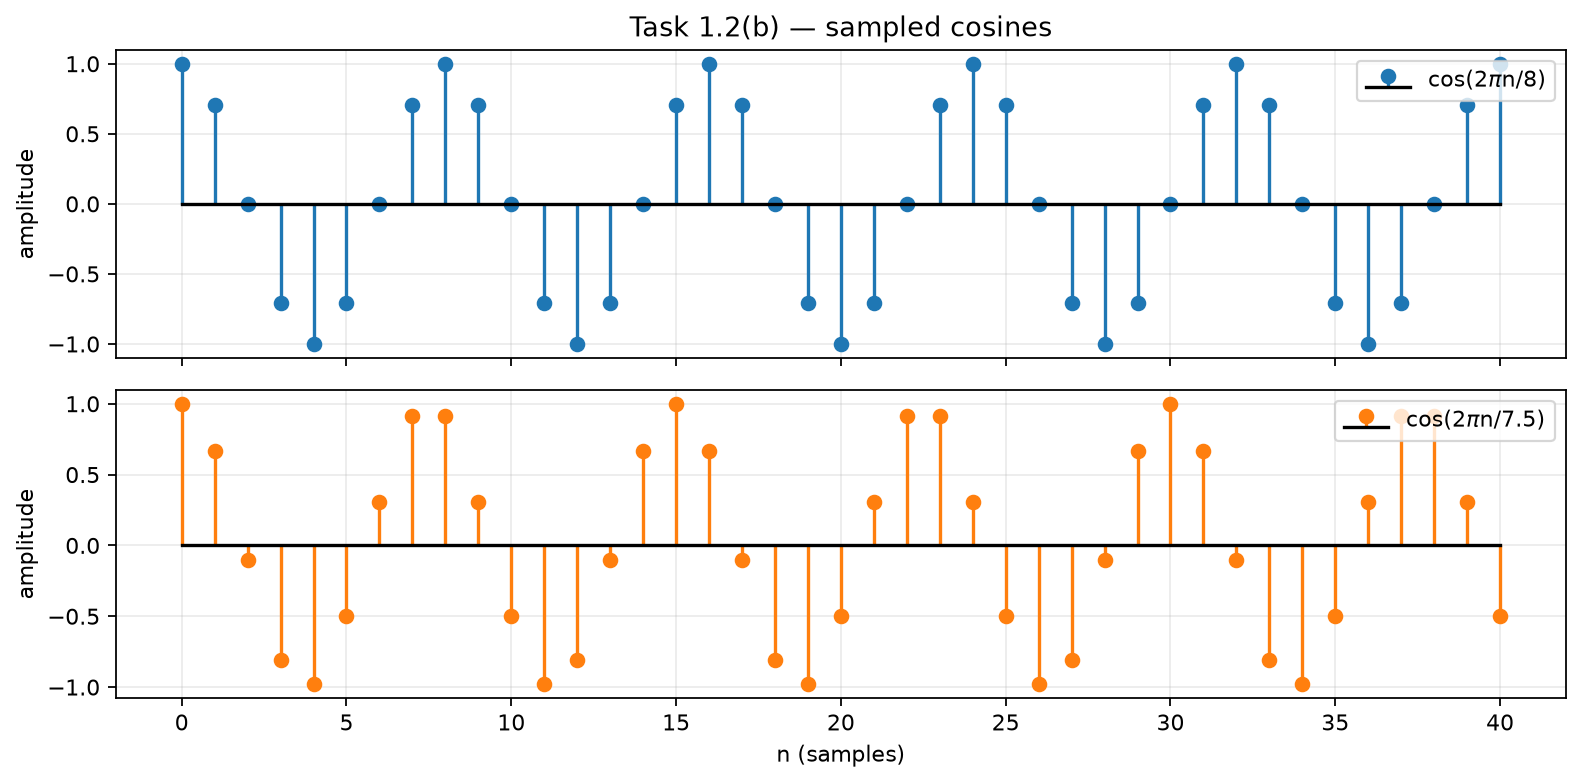 Task 1.2(b) — sampled cosines
1.0
0.5
0.0
−0.5
−1.0
amplitude
cos(2πn/8)
1.0
0.5
0.0
−0.5
−1.0
amplitude
cos(2πn/7.5)
0 5 10 15 20 25 30 35 40
n (samples)